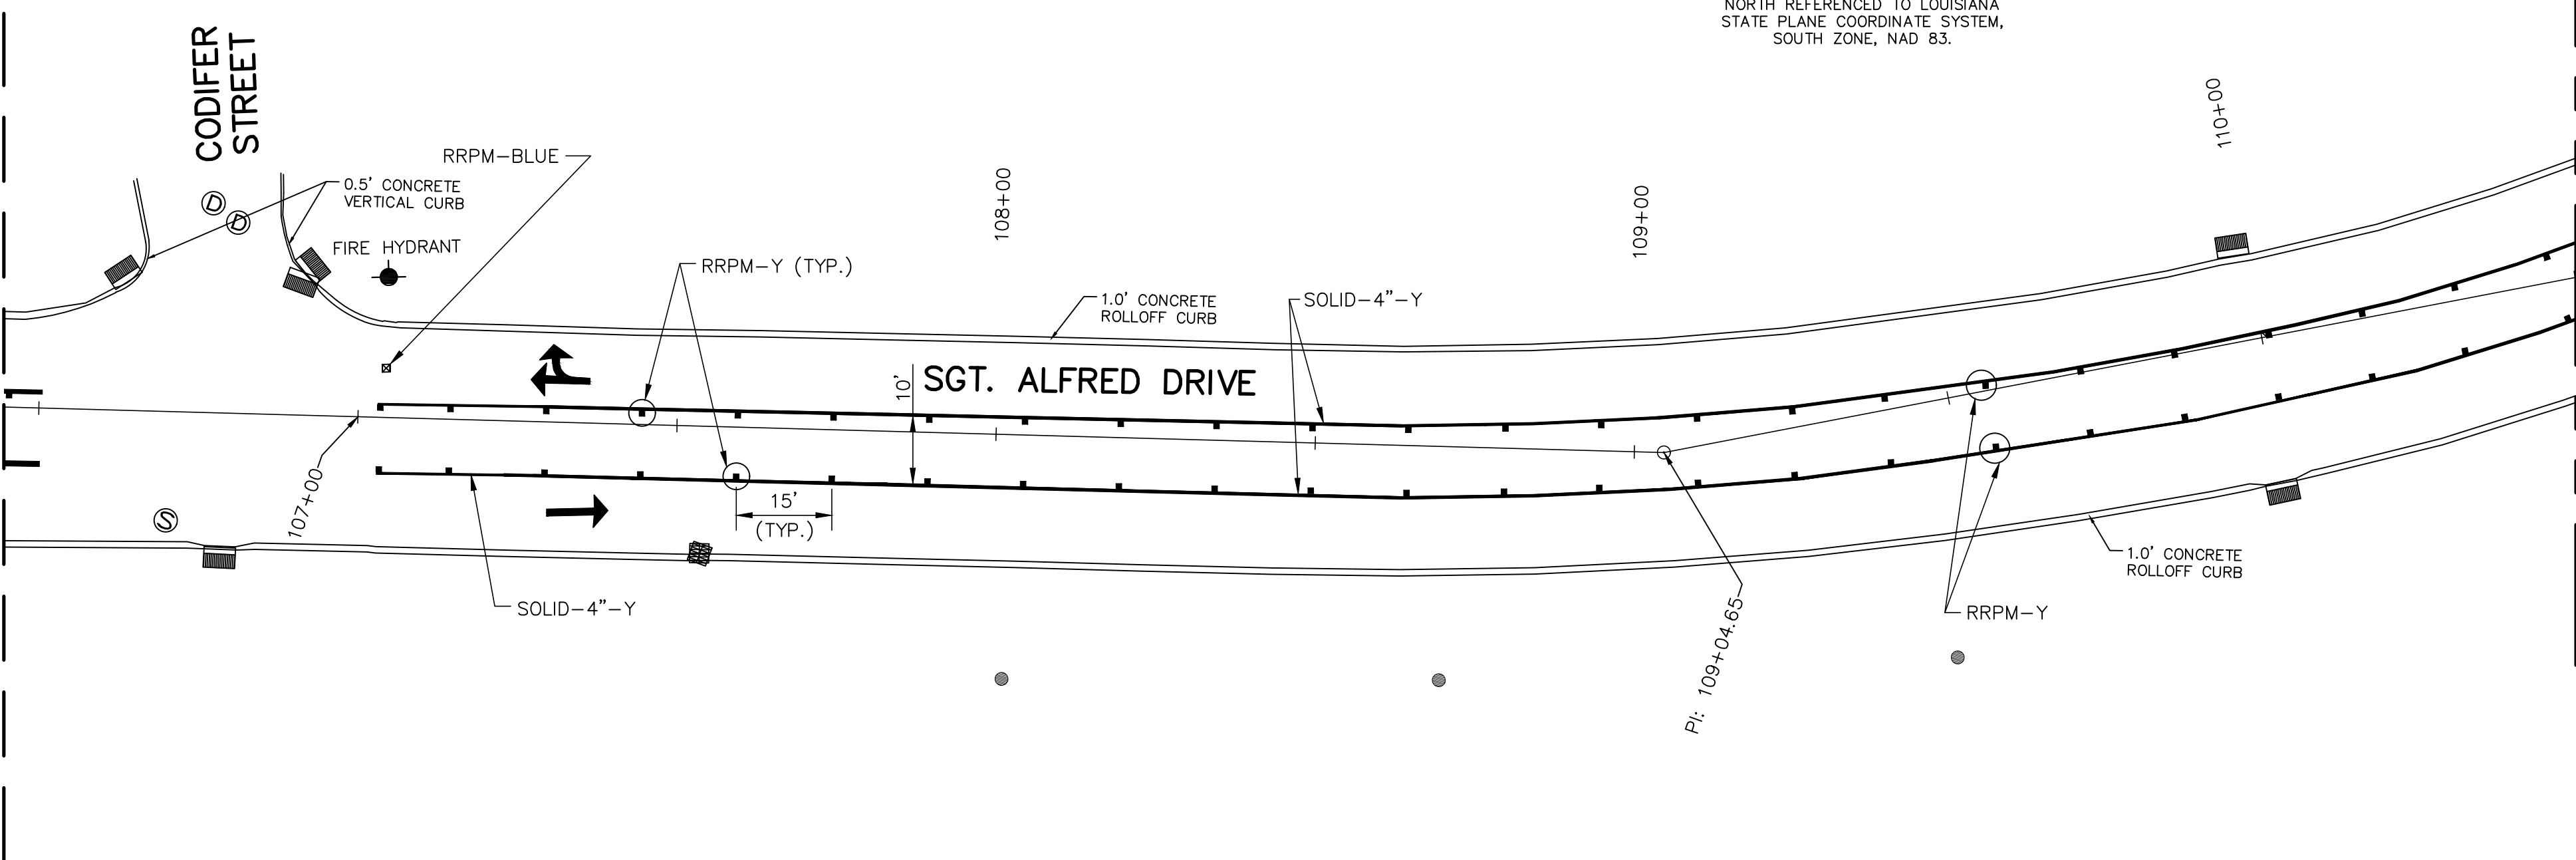 NORTH REFERENCED TO LOUISIANA
STATE PLANE COORDINATE SYSTEM,
SOUTH ZONE, NAD 83.
CODIFER
STREET
110+00
RRPM-BLUE
0.5' CONCRETE
VERTICAL CURB
108+00
109+00
D
D
FIRE HYDRANT
RRPM-Y (TYP.)
1.0' CONCRETE
ROLLOFF CURB
SOLID-4"-Y
10'
SGT. ALFRED DRIVE
107+00
S
15'
(TYP.)
1.0' CONCRETE
ROLLOFF CURB
SOLID-4"-Y
RRPM-Y
PI: 109+04.65